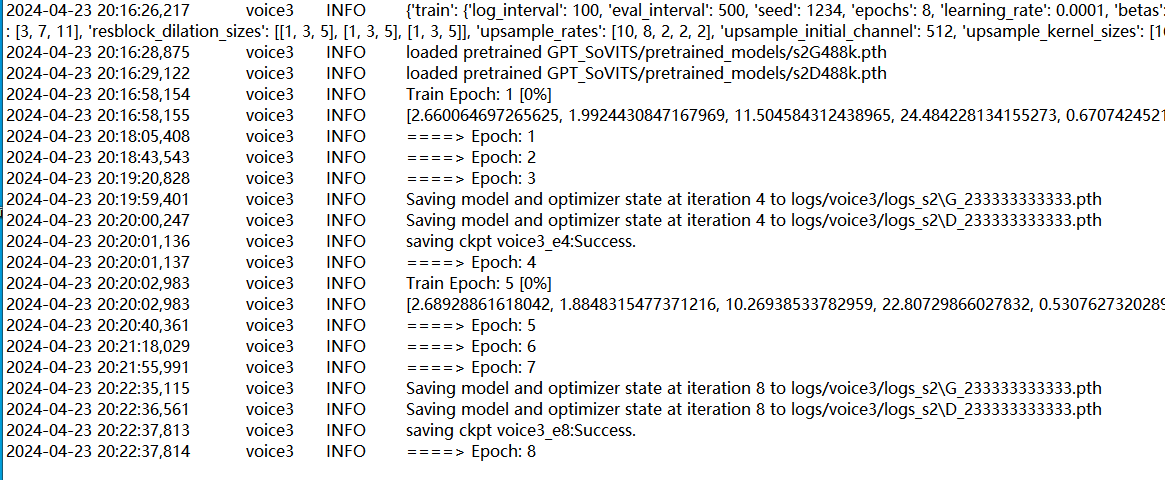 2024-04-23 20:16:26,217 voice3 INFO {'train': {'log_interval': 100, 'eval_interval': 500, 'seed': 1234, 'epochs': 8, 'learning_rate': 0.0001, 'betas'
: [3, 7, 11], 'resblock_dilation_sizes': [[1, 3, 5], [1, 3, 5], [1, 3, 5]], 'upsample_rates': [10, 8, 2, 2, 2], 'upsample_initial_channel': 512, 'upsample_kernel_sizes': [1
2024-04-23 20:16:28,875 voice3 INFO loaded pretrained GPT_SoVITS/pretrained_models/s2G488k.pth
2024-04-23 20:16:29,122 voice3 INFO loaded pretrained GPT_SoVITS/pretrained_models/s2D488k.pth
2024-04-23 20:16:58,154 voice3 INFO Train Epoch: 1 [0%]
2024-04-23 20:16:58,155 voice3 INFO [2.660064697265625, 1.9924430847167969, 11.504584312438965, 24.484228134155273, 0.6707424521
2024-04-23 20:18:05,408 voice3 INFO ====> Epoch: 1
2024-04-23 20:18:43,543 voice3 INFO ====> Epoch: 2
2024-04-23 20:19:20,828 voice3 INFO ====> Epoch: 3
2024-04-23 20:19:59,401 voice3 INFO Saving model and optimizer state at iteration 4 to logs/voice3/logs_s2\G_233333333333.pth
2024-04-23 20:20:00,247 voice3 INFO Saving model and optimizer state at iteration 4 to logs/voice3/logs_s2\D_233333333333.pth
2024-04-23 20:20:01,136 voice3 INFO saving ckpt voice3_e4:Success.
2024-04-23 20:20:01,137 voice3 INFO ====> Epoch: 4
2024-04-23 20:20:02,983 voice3 INFO Train Epoch: 5 [0%]
2024-04-23 20:20:02,983 voice3 INFO [2.68928861618042, 1.8848315477371216, 10.26938533782959, 22.80729866027832, 0.5307627320289
2024-04-23 20:20:40,361 voice3 INFO ====> Epoch: 5
2024-04-23 20:21:18,029 voice3 INFO ====> Epoch: 6
2024-04-23 20:21:55,991 voice3 INFO ====> Epoch: 7
2024-04-23 20:22:35,115 voice3 INFO Saving model and optimizer state at iteration 8 to logs/voice3/logs_s2\G_233333333333.pth
2024-04-23 20:22:36,561 voice3 INFO Saving model and optimizer state at iteration 8 to logs/voice3/logs_s2\D_233333333333.pth
2024-04-23 20:22:37,813 voice3 INFO saving ckpt voice3_e8:Success.
2024-04-23 20:22:37,814 voice3 INFO ====> Epoch: 8